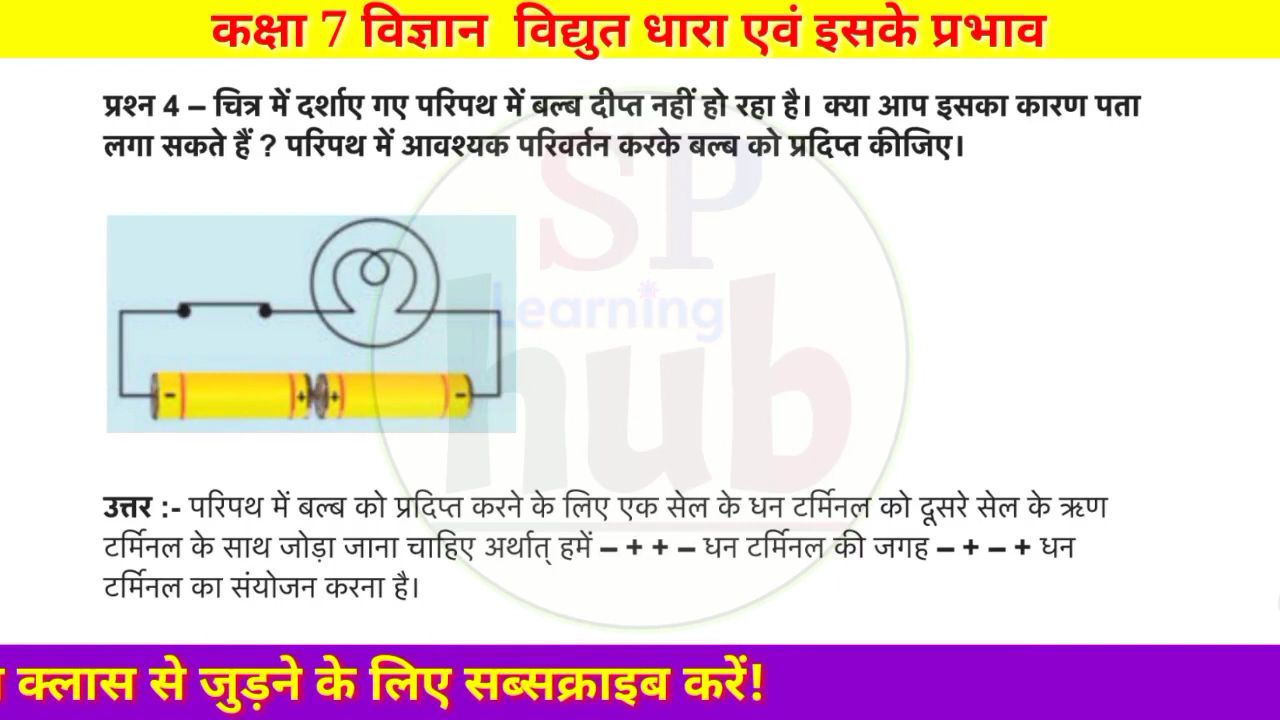 कक्षा 7 विज्ञान विद्युत धारा एवं इसके प्रभाव
प्रश्न 4 – चित्र में दर्शाए गए परिपथ में बल्ब दीप्त नहीं हो रहा है। क्या आप इसका कारण पता
लगा सकते हैं ? परिपथ में आवश्यक परिवर्तन करके बल्ब को प्रदिप्त कीजिए।
SP
Learning
hub
– + + –
उत्तर :- परिपथ में बल्ब को प्रदिप्त करने के लिए एक सेल के धन टर्मिनल को दूसरे सेल के ऋण
टर्मिनल के साथ जोड़ा जाना चाहिए अर्थात् हमें – + + – धन टर्मिनल की जगह – + – + धन
टर्मिनल का संयोजन करना है।
क्लास से जुड़ने के लिए सब्सक्राइब करें!